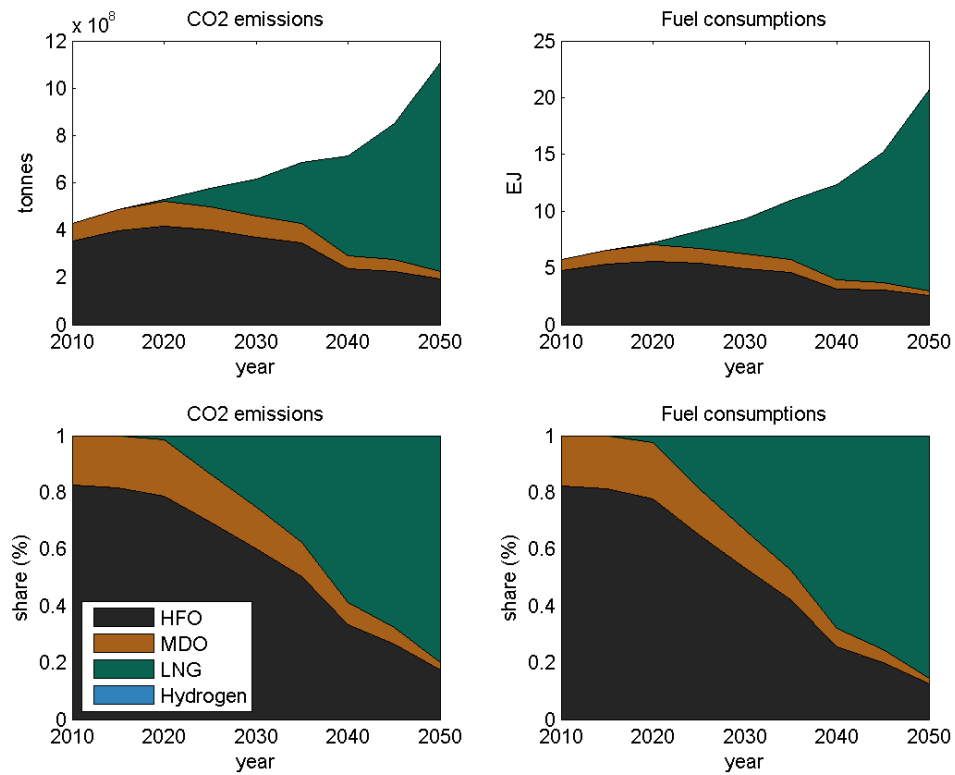 CO2 emissions
x 10^8
12
10
8
6
4
2
0
tonnes
2010 2020 2030 2040 2050
year
Fuel consumptions
25
20
15
10
5
0
EJ
2010 2020 2030 2040 2050
year
CO2 emissions
1
0.8
0.6
0.4
0.2
0
share (%)
HFO
MDO
LNG
Hydrogen
2010 2020 2030 2040 2050
year
Fuel consumptions
1
0.8
0.6
0.4
0.2
0
share (%)
2010 2020 2030 2040 2050
year